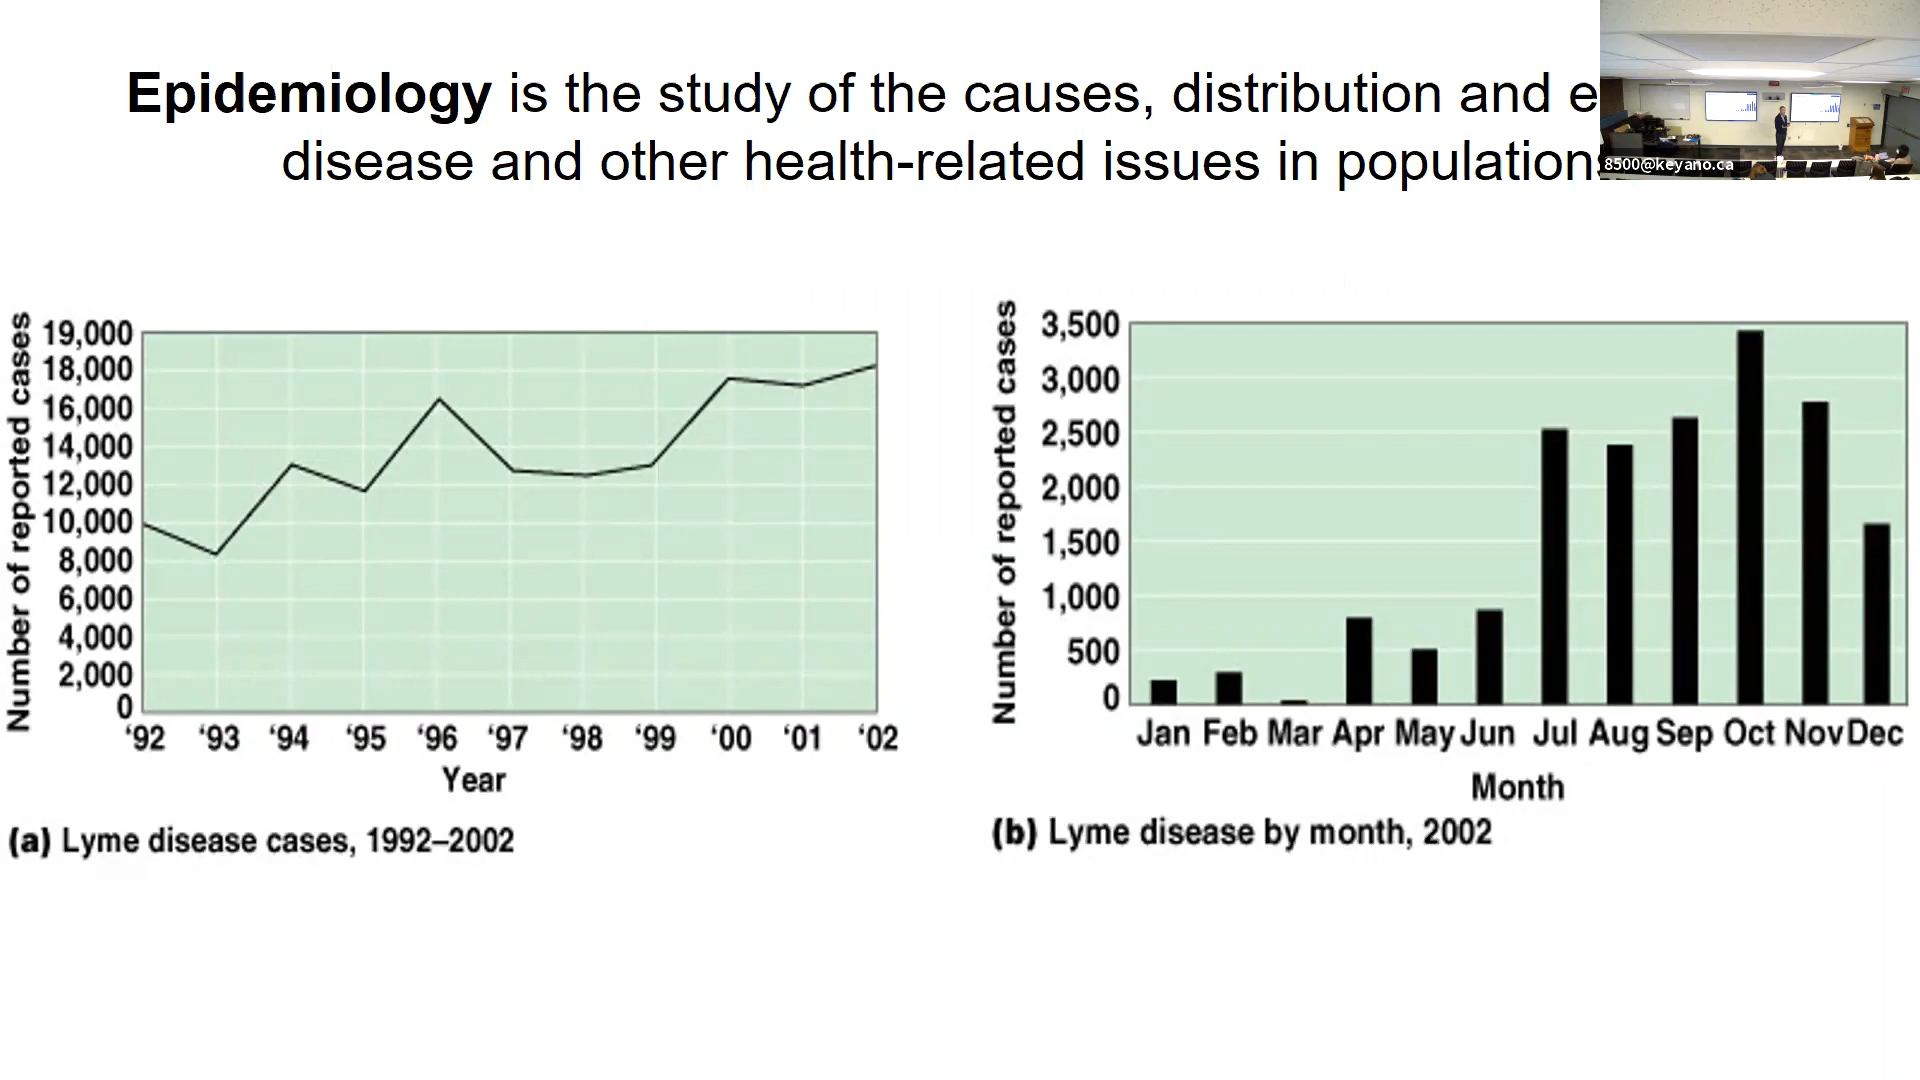 Epidemiology is the study of the causes, distribution and
disease and other health-related issues in populations
8500@keyano.ca
Number of reported cases
19,000
18,000
16,000
14,000
12,000
10,000
8,000
6,000
4,000
2,000
0
‘92 ‘93 ‘94 ‘95 ‘96 ‘97 ‘98 ‘99 ‘00 ‘01 ‘02
Year
(a) Lyme disease cases, 1992–2002
Number of reported cases
3,500
3,000
2,500
2,000
1,500
1,000
500
0
Jan Feb Mar Apr May Jun Jul Aug Sep Oct Nov Dec
Month
(b) Lyme disease by month, 2002